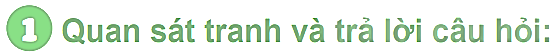 1 Quan sát tranh và trả lời câu hỏi: